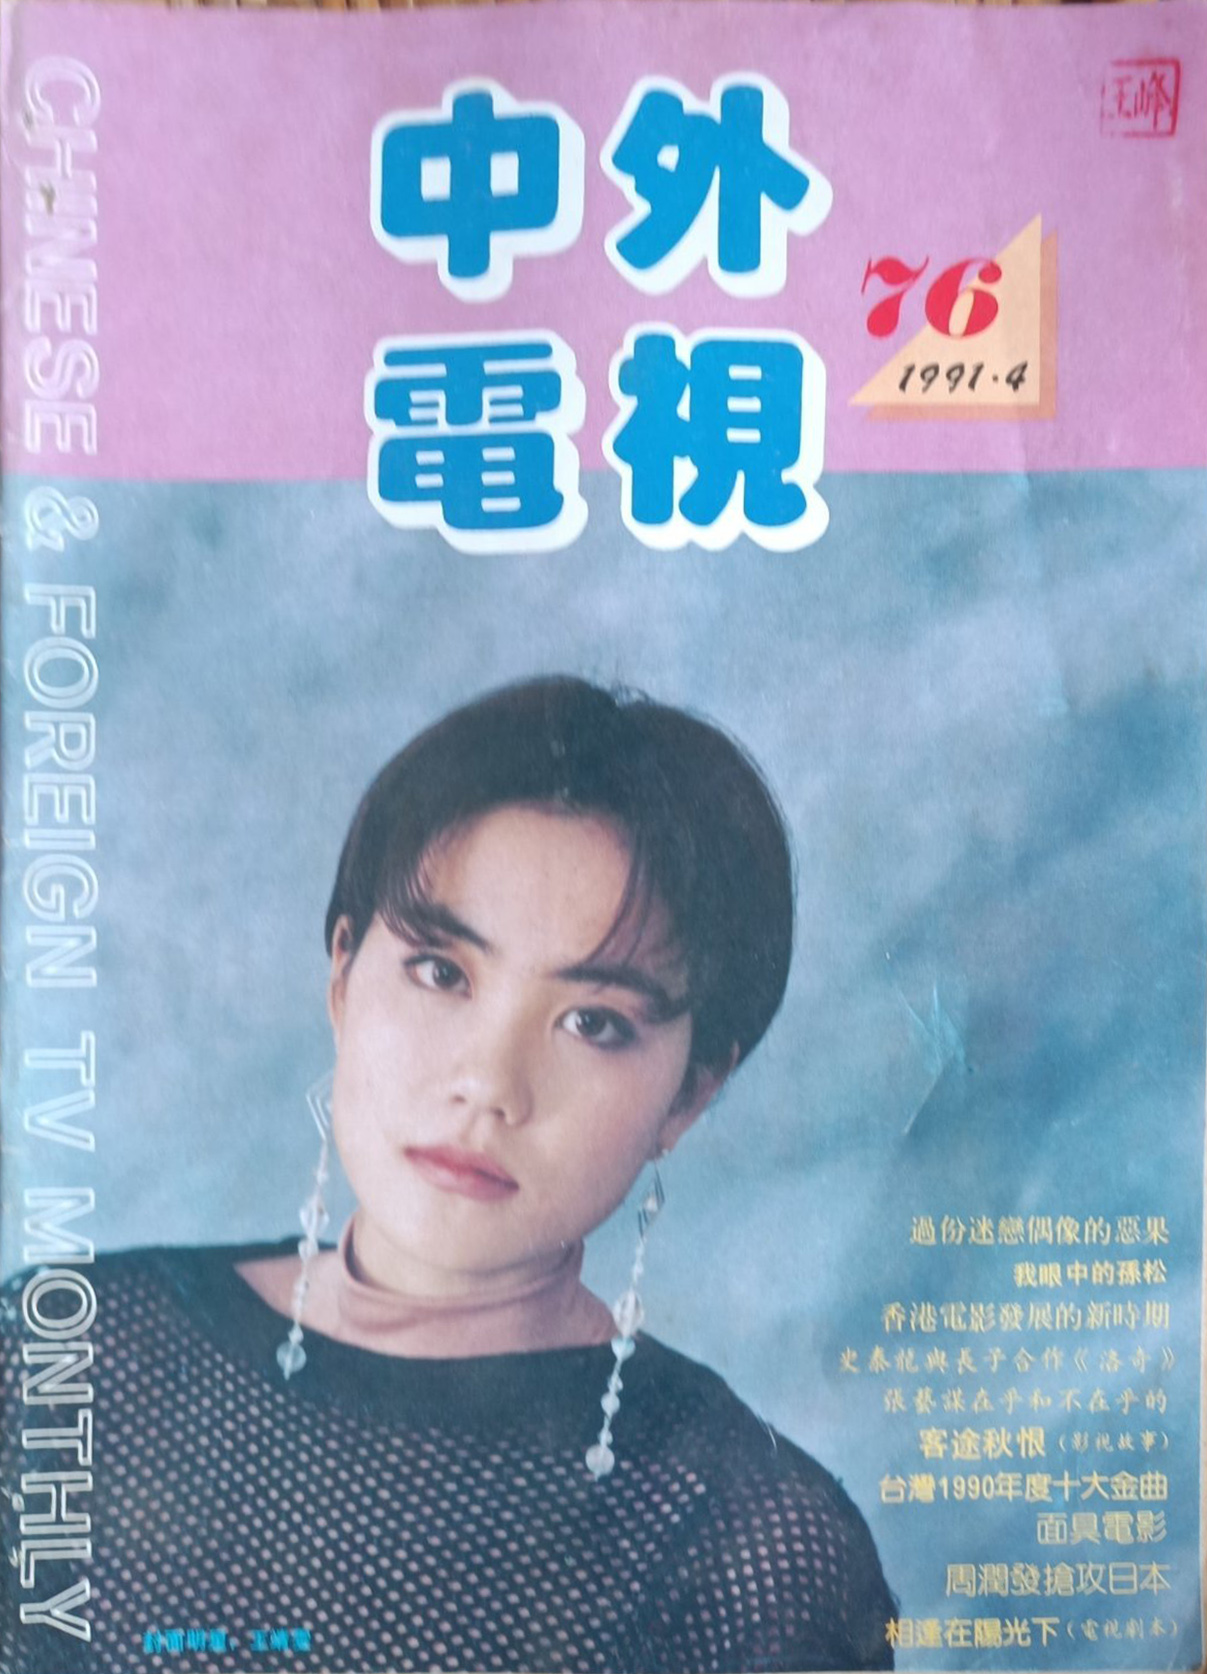 CHINESE & FOREIGN TV MONTHLY
中外
電視
王峰
76
1991·4
過份迷戀偶像的惡果
我眼中的孫松
香港電影發展的新時期
史泰龍與長子合作《洛奇》
張藝謀在乎和不在乎的
客途秋恨（影視故事）
台灣1990年度十大金曲
面具電影
周潤發搶攻日本
相逢在陽光下（電視劇本）
封面明星：王靖雯